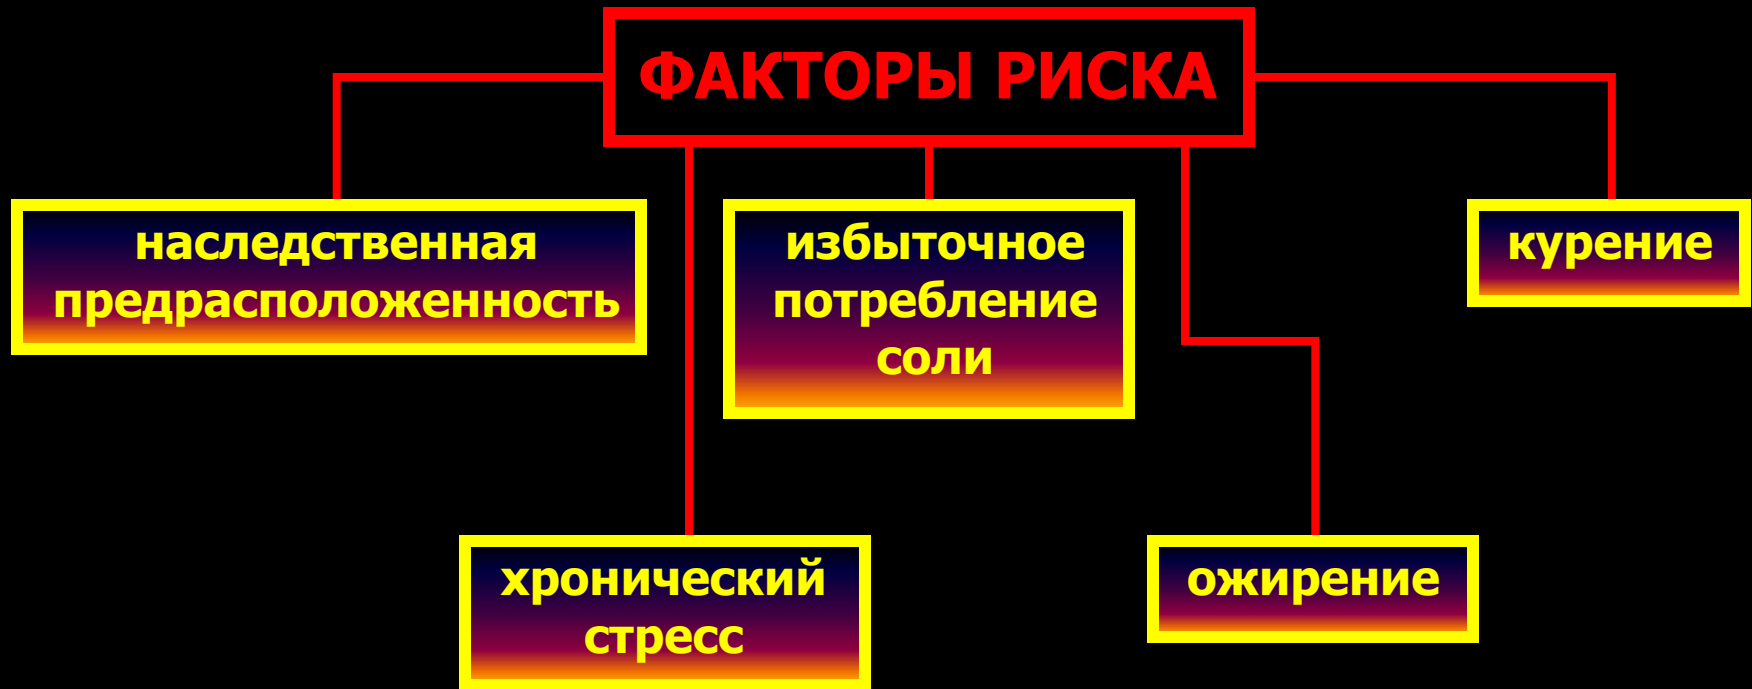 ФАКТОРЫ РИСКА
наследственная
предрасположенность
избыточное
потребление
соли
курение
хронический
стресс
ожирение